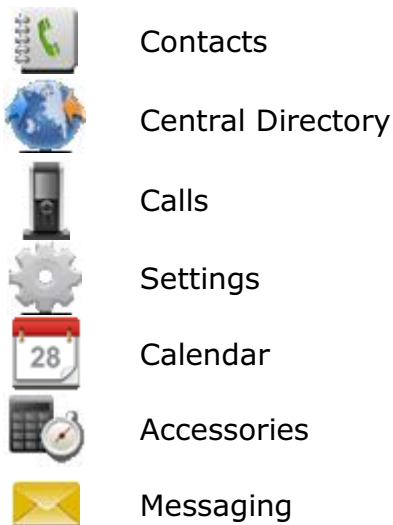 Contacts
Central Directory
Calls
Settings
28 Calendar
Accessories
Messaging